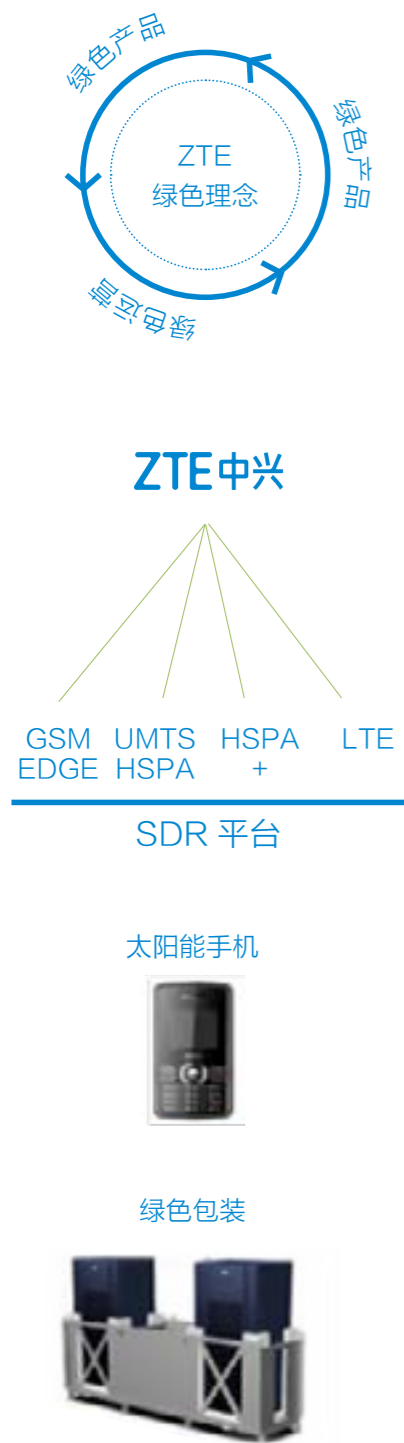 绿色产品
绿色产品
ZTE
绿色理念
绿色运营
ZTE中兴
GSM UMTS HSPA LTE
EDGE HSPA +
SDR 平台
太阳能手机
绿色包装